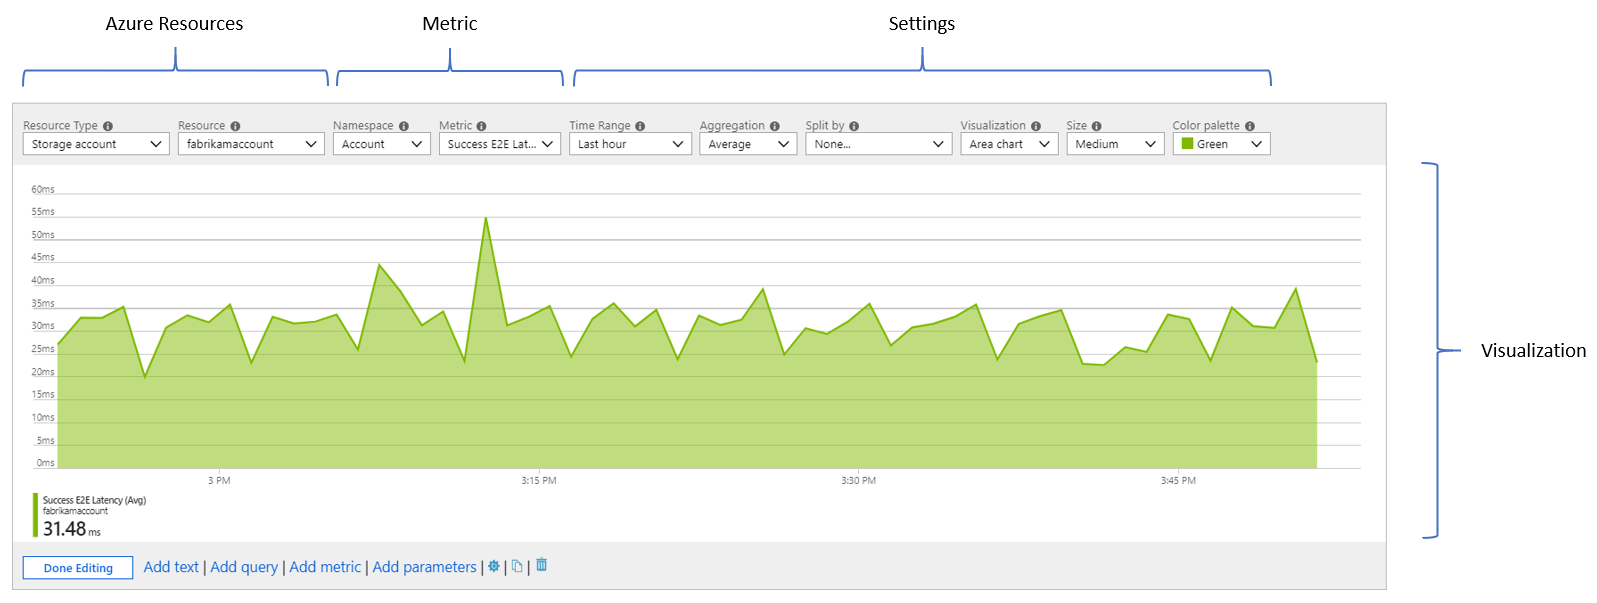 Azure Resources Metric Settings
Resource Type Resource Namespace Metric Time Range Aggregation Split by Visualization Size Color palette
Storage account fabrikamaccount Account Success E2E Lat... Last hour Average None... Area chart Medium Green
60ms
55ms
50ms
45ms
40ms
35ms
30ms
25ms
20ms
15ms
10ms
5ms
0ms
Visualization
3 PM 3:15 PM 3:30 PM 3:45 PM
Success E2E Latency (Avg)
fabrikamaccount
31.48 ms
Done Editing Add text | Add query | Add metric | Add parameters | | |